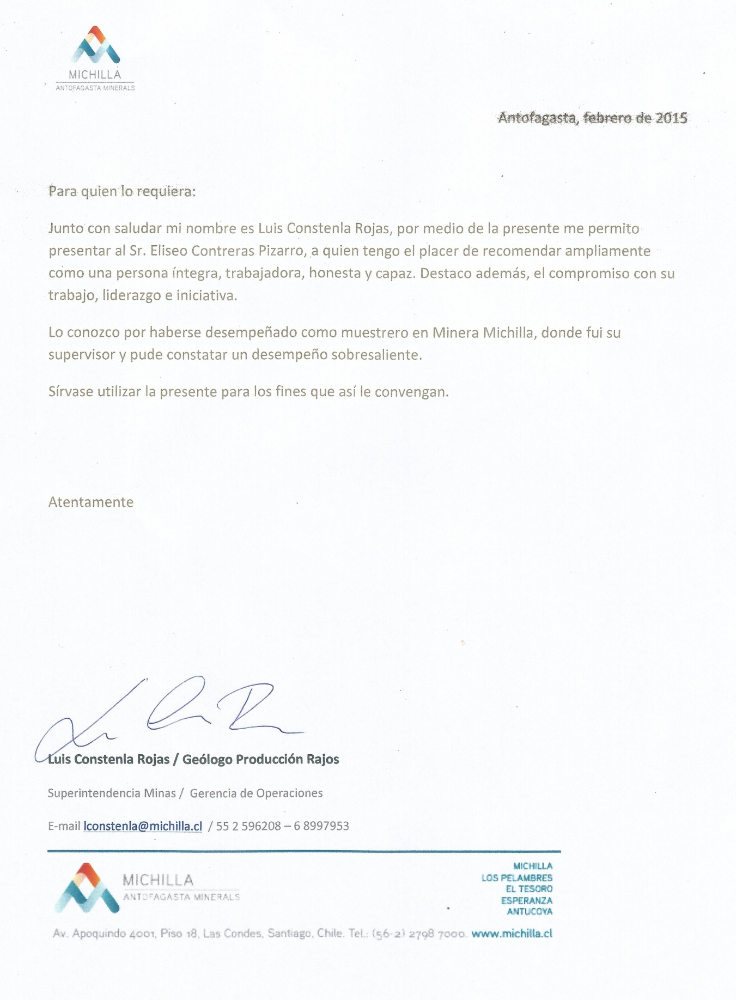 MICHILLA
ANTOFAGASTA MINERALS
Antofagasta, febrero de 2015
Para quien lo requiera:
Junto con saludar mi nombre es Luis Constenla Rojas, por medio de la presente me permito
presentar al Sr. Eliseo Contreras Pizarro, a quien tengo el placer de recomendar ampliamente
como una persona íntegra, trabajadora, honesta y capaz. Destaco además, el compromiso con su
trabajo, liderazgo e iniciativa.
Lo conozco por haberse desempeñado como muestrero en Minera Michilla, donde fui su
supervisor y pude constatar un desempeño sobresaliente.
Sírvase utilizar la presente para los fines que así le convengan.
Atentamente
Luis Constenla Rojas / Geólogo Producción Rajos
Superintendencia Minas / Gerencia de Operaciones
E-mail lconstenla@michilla.cl / 55 2 596208 – 6 8997953
MICHILLA
ANTOFAGASTA MINERALS
MICHILLA
LOS PELAMBRES
EL TESORO
ESPERANZA
ANTUCOYA
Av. Apoquindo 4001, Piso 18, Las Condes, Santiago, Chile. Tel.: (56-2) 2798 7000. www.michilla.cl